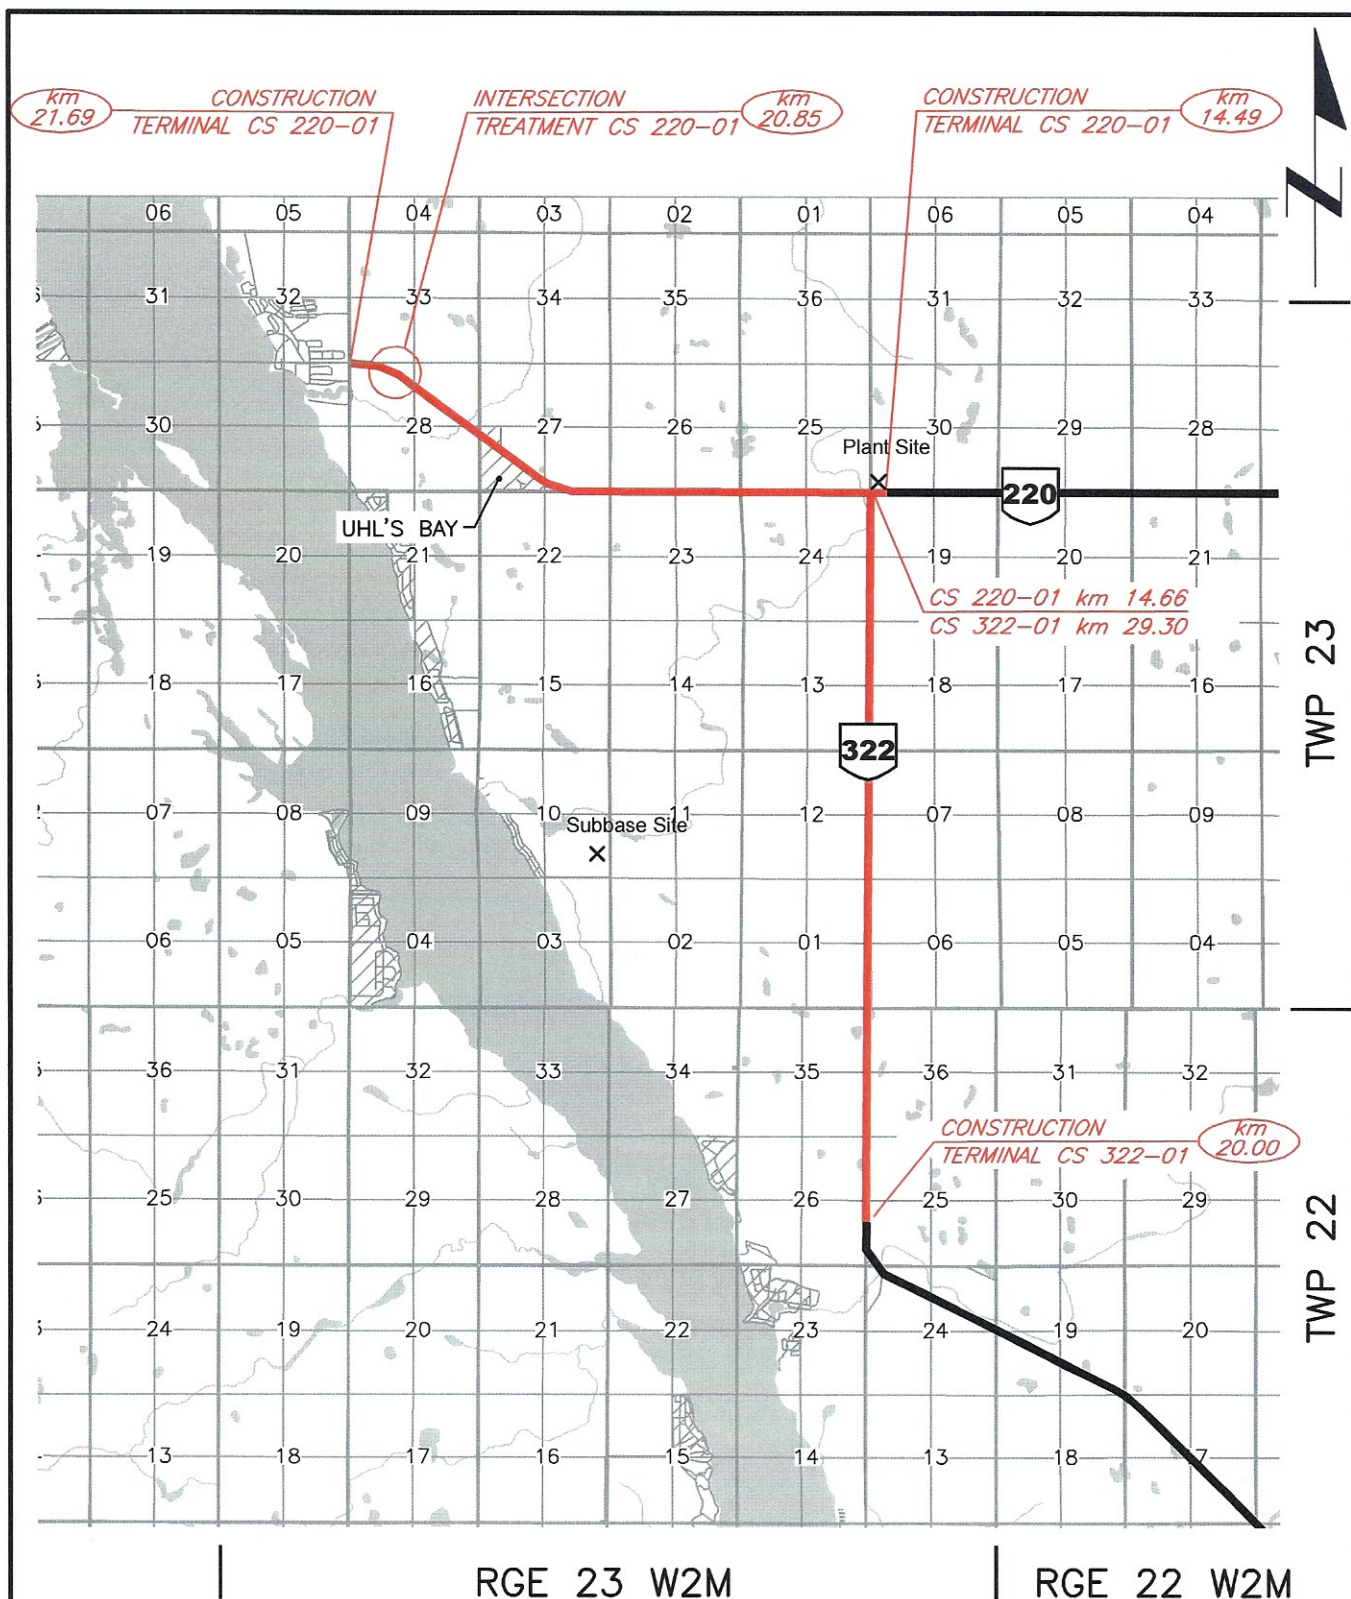 km
21.69
CONSTRUCTION
TERMINAL CS 220-01
INTERSECTION
TREATMENT CS 220-01
km
20.85
CONSTRUCTION
TERMINAL CS 220-01
km
14.49
06 05 04 03 02 01 06 05 04
31 32 33 34 35 36 31 32 33
30 28 27 26 25 30 29 28
Plant Site
220
UHL'S BAY
19 20 21 22 23 24 19 20 21
CS 220-01 km 14.66
CS 322-01 km 29.30
TWP 23
18 17 16 15 14 13 18 17 16
322
07 08 09 10 11 12 07 08 09
Subbase Site
06 05 04 03 02 01 06 05 04
36 31 32 33 34 35 36 31 32
CONSTRUCTION
TERMINAL CS 322-01
km
20.00
25 30 29 28 27 26 25 30 29
TWP 22
24 19 20 21 22 23 24 19 20
13 18 17 16 15 14 13 18
RGE 23 W2M
RGE 22 W2M